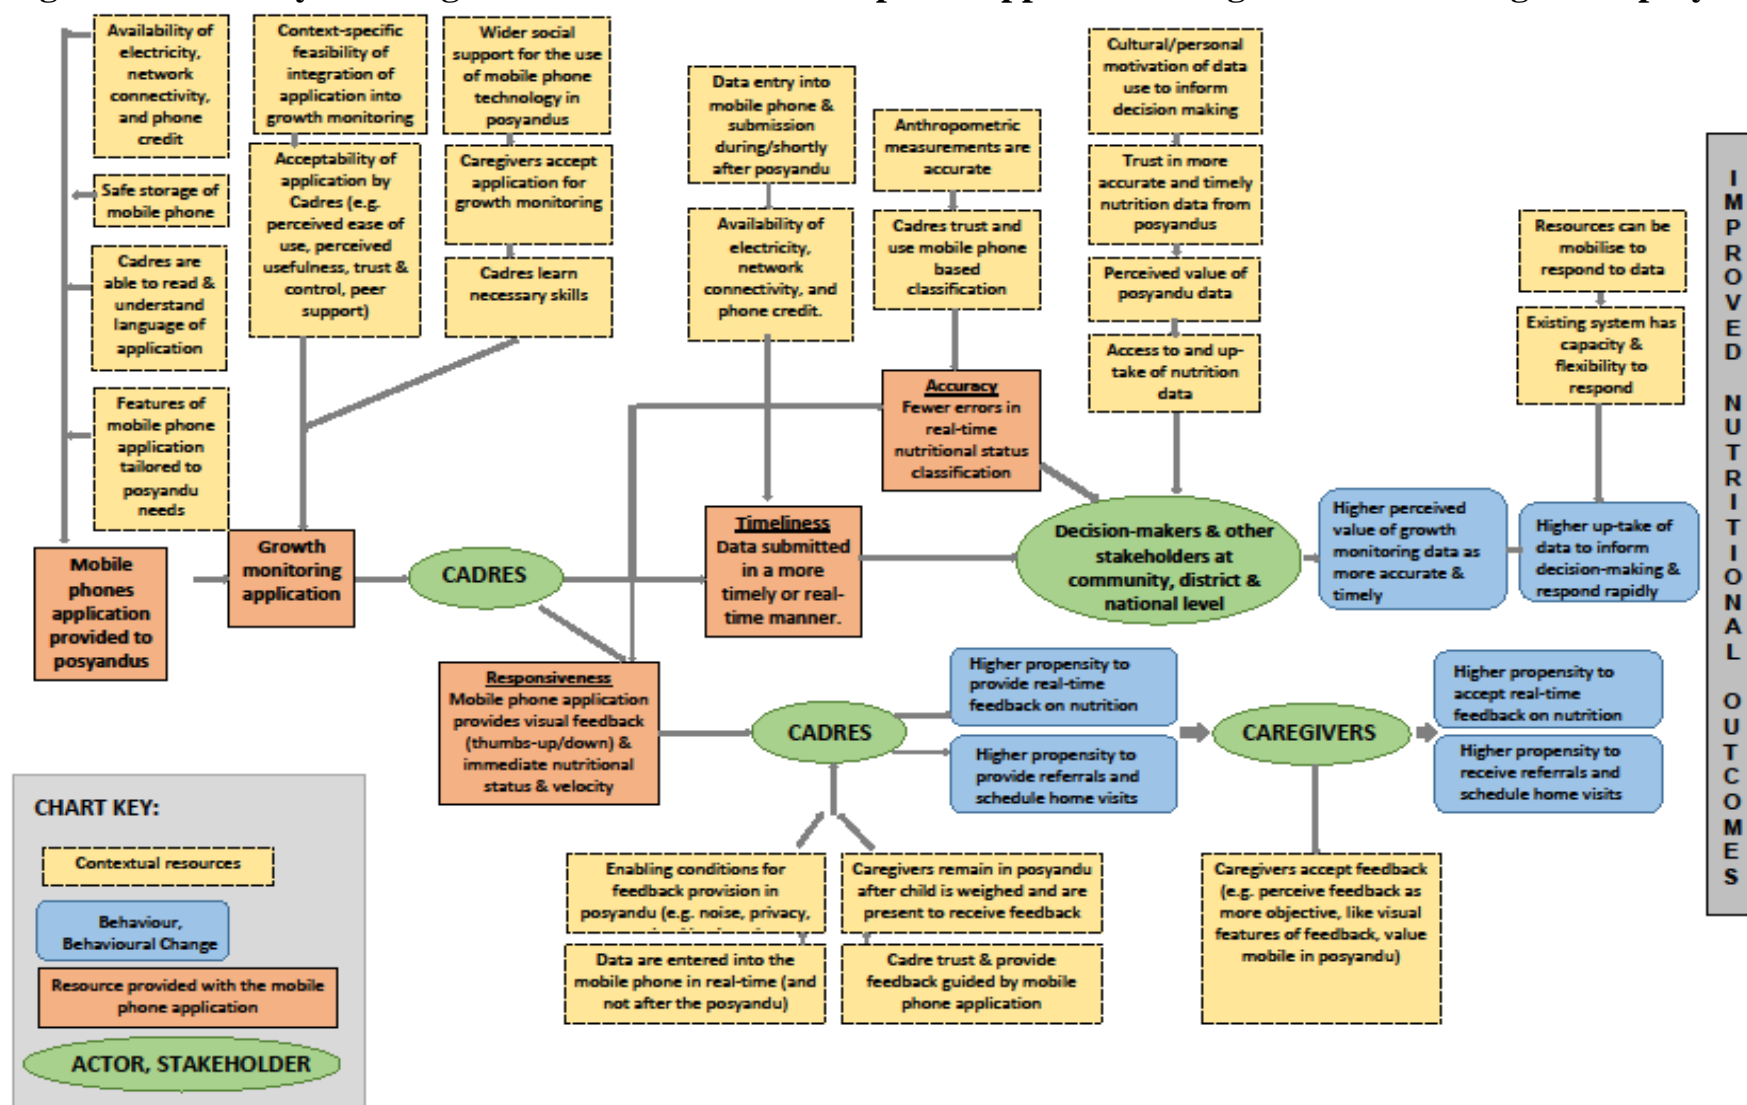 Availability of
electricity,
network
connectivity,
and phone
credit
Safe storage of
mobile phone
Cadres are
able to read &
understand
language of
application
Features of
mobile phone
application
tailored to
posyandu
needs
Mobile
phones
application
provided to
posyandus
Context-specific
feasibility of
integration of
application into
growth monitoring
Acceptability of
application by
Cadres (e.g.
perceived ease of
use, perceived
usefulness, trust &
control, peer
support)
Growth
monitoring
application
Wider social
support for the use
of mobile phone
technology in
posyandus
Caregivers accept
application for
growth monitoring
Cadres learn
necessary skills
CADRES
Data entry into
mobile phone &
submission
during/shortly
after posyandu
Availability of
electricity,
network
connectivity, and
phone credit.
Timeliness
Data submitted
in a more
timely or real-
time manner.
Anthropometric
measurements are
accurate
Cadres trust and
use mobile phone
based
classification
Accuracy
Fewer errors in
real-time
nutritional status
classification
Cultural/personal
motivation of data
use to inform
decision making
Trust in more
accurate and timely
nutrition data from
posyandus
Perceived value of
posyandu data
Access to and up-
take of nutrition
data
Decision-makers & other
stakeholders at
community, district &
national level
Higher perceived
value of growth
monitoring data as
more accurate &
timely
Resources can be
mobilise to
respond to data
Existing system has
capacity &
flexibility to
respond
Higher up-take of
data to inform
decision-making &
respond rapidly
Responsiveness
Mobile phone application
provides visual feedback
(thumbs-up/down) &
immediate nutritional
status & velocity
CADRES
Higher propensity to
provide real-time
feedback on nutrition
Higher propensity to
provide referrals and
schedule home visits
CAREGIVERS
Higher propensity to
accept real-time
feedback on nutrition
Higher propensity to
receive referrals and
schedule home visits
Enabling conditions for
feedback provision in
posyandu (e.g. noise, privacy,
Data are entered into the
mobile phone in real-time (and
not after the posyandu)
Caregivers remain in posyandu
after child is weighed and are
present to receive feedback
Cadre trust & provide
feedback guided by mobile
phone application
Caregivers accept feedback
(e.g. perceive feedback as
more objective, like visual
features of feedback, value
mobile in posyandu)
IMPROVED NUTRITIONAL OUTCOMES
CHART KEY:
Contextual resources
Behaviour,
Behavioural Change
Resource provided with the mobile
phone application
ACTOR, STAKEHOLDER